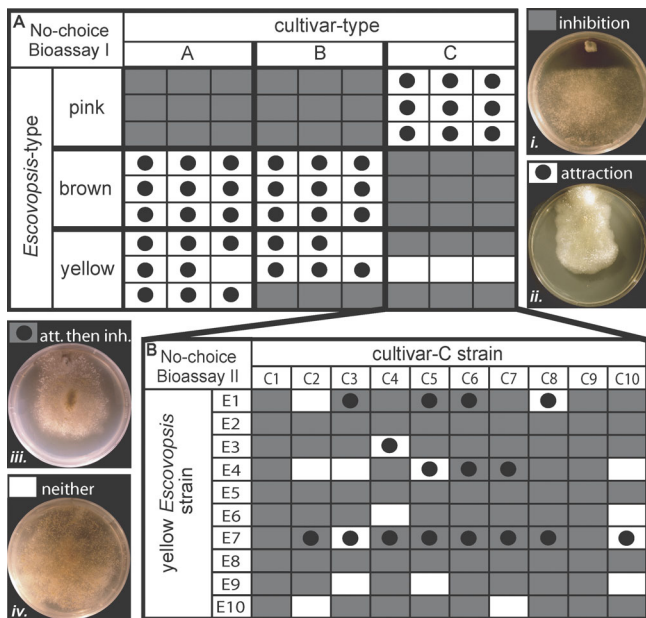 A
No-choice
Bioassay I
cultivar-type
A B C
Escovopsis-type
pink
brown
yellow
inhibition
i.
attraction
ii.
att. then inh.
iii.
neither
iv.
B
No-choice
Bioassay II
cultivar-C strain
C1 C2 C3 C4 C5 C6 C7 C8 C9 C10
yellow Escovopsis
strain
E1
E2
E3
E4
E5
E6
E7
E8
E9
E10